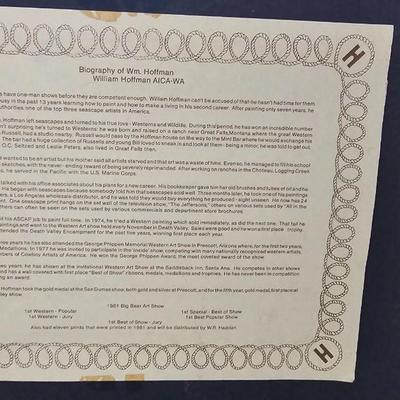 H
Biography of Wm. Hoffman
William Hoffman AICA-WA
s have one-man shows before they are competent enough. William Hoffman can't be accused of that-he hasn't had time for them
busy in the past 13 years learning how to paint and how to make a living in his second career. After painting only seven years, he
authorities one of the top three seascape artists in America.
Hoffman left seascapes and turned to his true love - Westerns and Wildlife. During this period, he has won an incredible number
n't surprising he's turned to Westerns; he was born and raised on a ranch near Great Falls, Montana where the great Western
Russell, had a studio nearby. Russell would pass by the Hoffman house on the way to the Mint Bar where he would exchange his
The bar had a huge collection of Russells and young Bill loved to sneak in and look at them - being a minor, he was told to get out.
O.C. Seltzer and Leslie Peters, also lived in Great Falls then.
wanted to be an artist but his mother said all artists starved and that art was a waste of time. Even so, he managed to fill his school
sketches, with the never-ending reward of being severely reprimanded. After working on ranches in the Choteau, Logging Creek
, he served in the Pacific with the U.S. Marine Corps.
talked with his office associates about his plans for a new career. His bookkeeper gave him her old brushes and tubes of oil and he
He began with seascapes because somebody told him that seascapes sold well. Three months later, he took one of his paintings
s, a Los Angeles wholesale distributor, and he was told they would buy everything he produced: sight unseen. He now has 24
int. One seascape print hung on the set wall of the television show, "The Jeffersons," others on various sets used by "All in the
thers can often be seen on the sets used for various commercials and department store brochures.
his ABCAP job to paint full time. In 1974, he tried a Western painting which sold immediately, as did the next one. That fall he
paintings and went to the Western Art show held every November in Death Valley. Sales were good and he won a first place trophy.
tended the Death Valley Encampment for the past five years, winning first place each year.
years he has also attended the George Phippen Memorial Western Art Show in Prescott, Arizona where, for the first two years,
Medallions. In 1977 he was invited to participate in the 'inside' show, competing with many nationally recognized western artists,
mbers of Cowboy Artists of America. He won the George Phippen Award, the most coveted award of the show.
two years, he has shown at the invitational Western Art Show at the Saddleback Inn, Santa Ana. He competes in other shows
nd has a wall covered with first place "Best of Show" ribbons, medals, medallions and trophies. He has never been in competition
ng an award.
Hoffman took the gold medal at the San Dumas show, both gold and silver at Prescott, and for the fifth year, gold medal, first place at
alley show.
1981 Big Bear Art Show
1st Western - Popular
1st Western - Jury
1st Special - Best of Show
1st Best of Popular Show
1st Best of Show - Jury
Also had eleven points that were printed in 1981 and will be distributed by W.R. Hadden
H